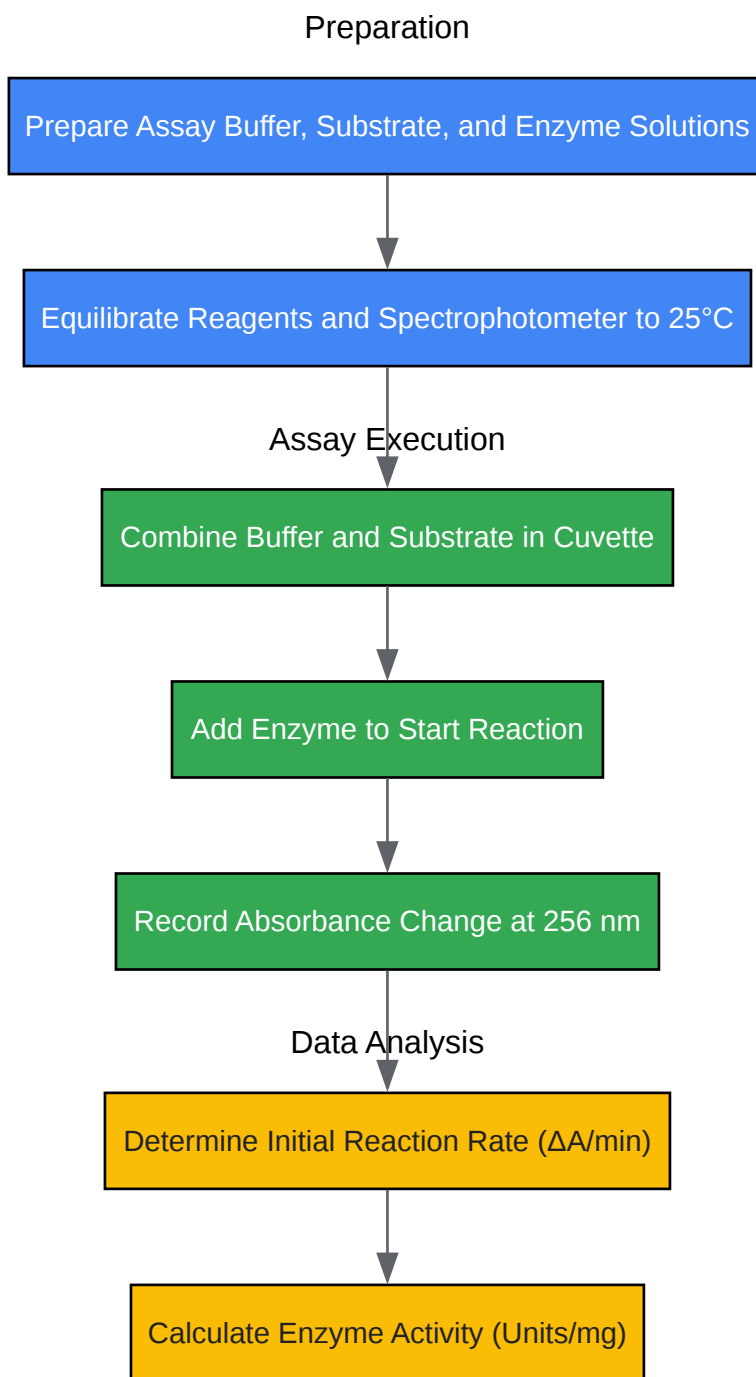 Preparation
Prepare Assay Buffer, Substrate, and Enzyme Solutions
Equilibrate Reagents and Spectrophotometer to 25°C
Assay Execution
Combine Buffer and Substrate in Cuvette
Add Enzyme to Start Reaction
Record Absorbance Change at 256 nm
Data Analysis
Determine Initial Reaction Rate (ΔA/min)
Calculate Enzyme Activity (Units/mg)